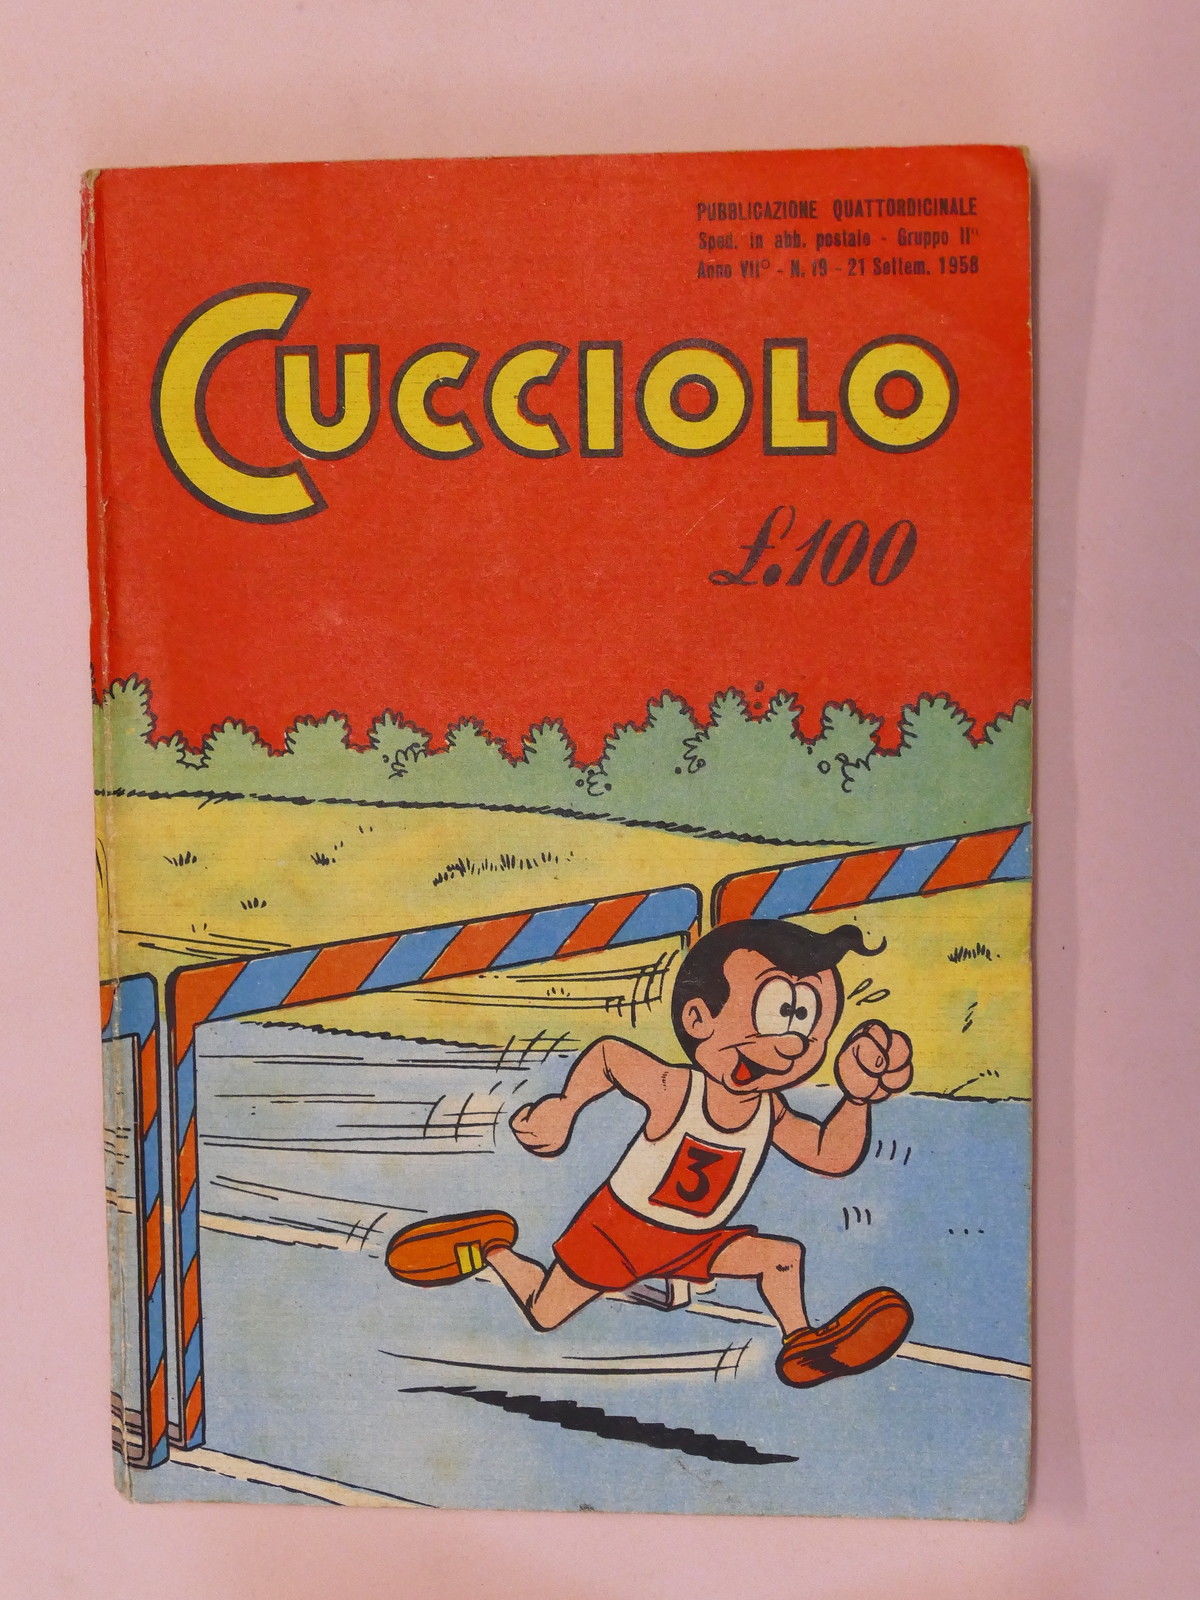 PUBBLICAZIONE QUATTORDICINALE
Sped. in abb. postale - Gruppo II°
Anno VII° - N. 19 - 21 Settem. 1958
CUCCIOLO
£.100
3